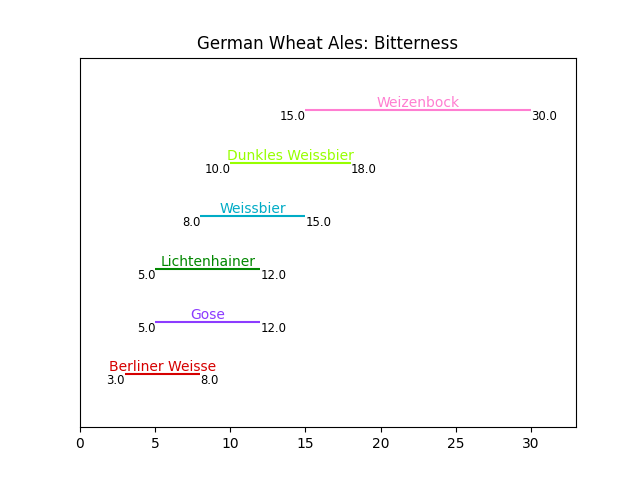 German Wheat Ales: Bitterness
Weizenbock
15.0 30.0
Dunkles Weissbier
10.0 18.0
Weissbier
8.0 15.0
Lichtenhainer
5.0 12.0
Gose
5.0 12.0
Berliner Weisse
3.0 8.0
0 5 10 15 20 25 30